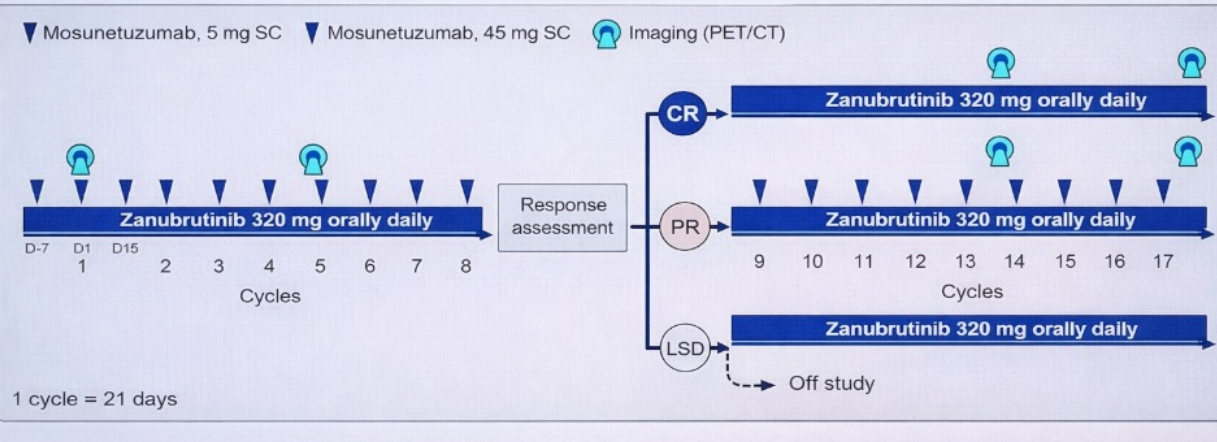 Mosunetuzumab, 5 mg SC Mosunetuzumab, 45 mg SC Imaging (PET/CT)
Zanubrutinib 320 mg orally daily
D-7 D1 D15
1 2 3 4 5 6 7 8
Cycles
1 cycle = 21 days
Response
assessment
CR
Zanubrutinib 320 mg orally daily
PR
Zanubrutinib 320 mg orally daily
9 10 11 12 13 14 15 16 17
Cycles
LSD
Zanubrutinib 320 mg orally daily
Off study